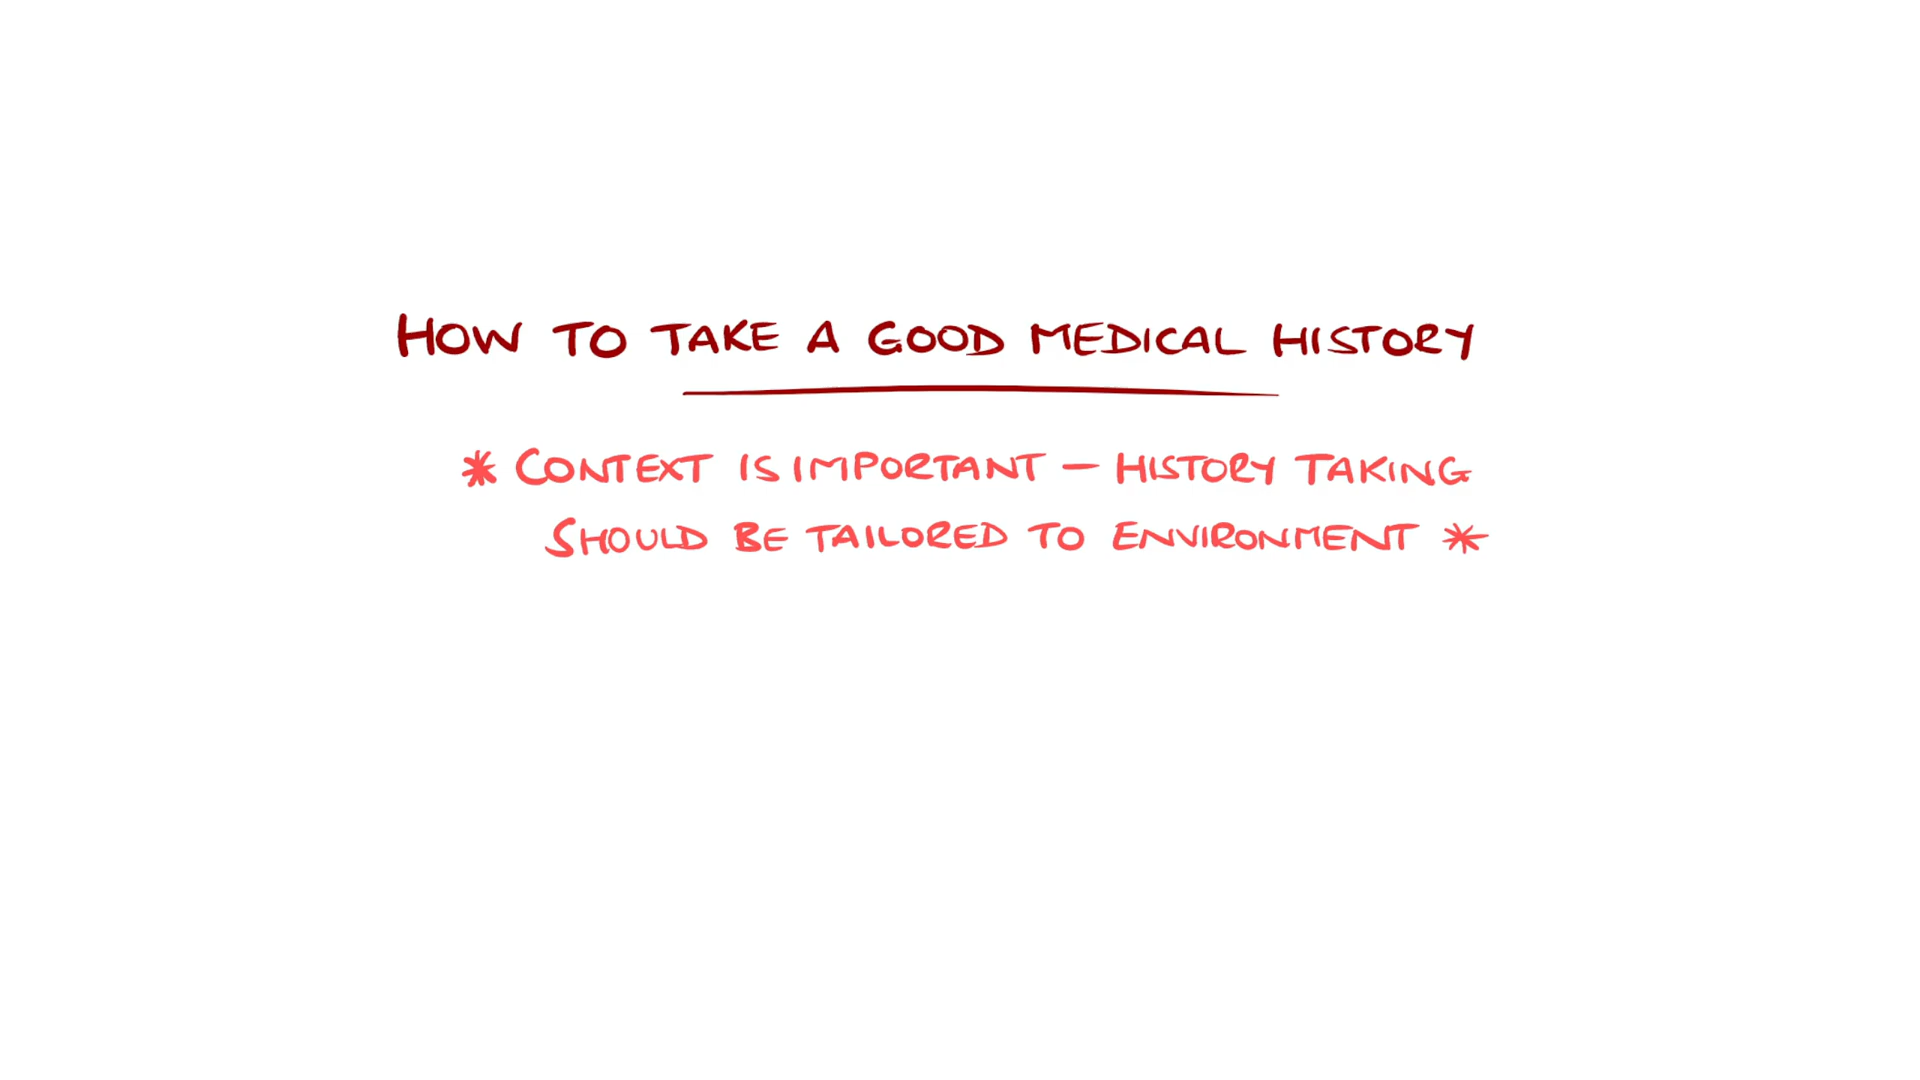 HOW TO TAKE A GOOD MEDICAL HISTORY
* CONTEXT IS IMPORTANT – HISTORY TAKING
SHOULD BE TAILORED TO ENVIRONMENT *